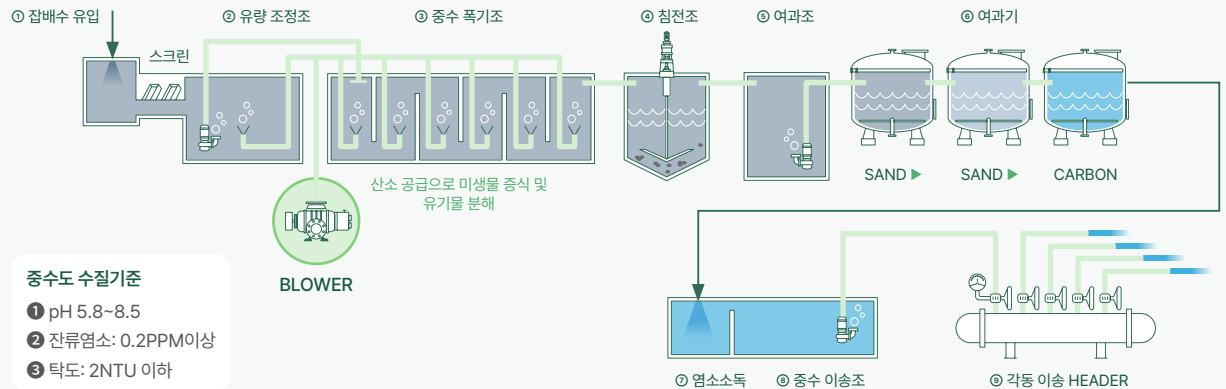 ① 잡배수 유입
② 유량 조정조
③ 중수 폭기조
④ 침전조
⑤ 여과조
⑥ 여과기
스크린
SAND ▶
SAND ▶
CARBON
산소 공급으로 미생물 증식 및
유기물 분해
BLOWER
중수도 수질기준
❶ pH 5.8~8.5
❷ 잔류염소: 0.2PPM이상
❸ 탁도: 2NTU 이하
⑦ 염소소독
⑧ 중수 이송조
⑨ 각동 이송 HEADER